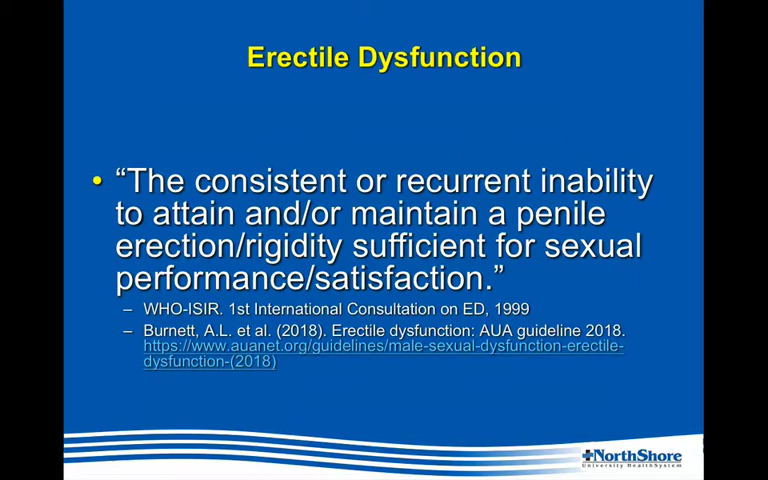 Erectile Dysfunction
• “The consistent or recurrent inability
to attain and/or maintain a penile
erection/rigidity sufficient for sexual
performance/satisfaction.”
– WHO-ISIR. 1st International Consultation on ED, 1999
– Burnett, A.L. et al. (2018). Erectile dysfunction: AUA guideline 2018.
https://www.auanet.org/guidelines/male-sexual-dysfunction-erectile-
dysfunction-(2018)
NorthShore
University HealthSystem